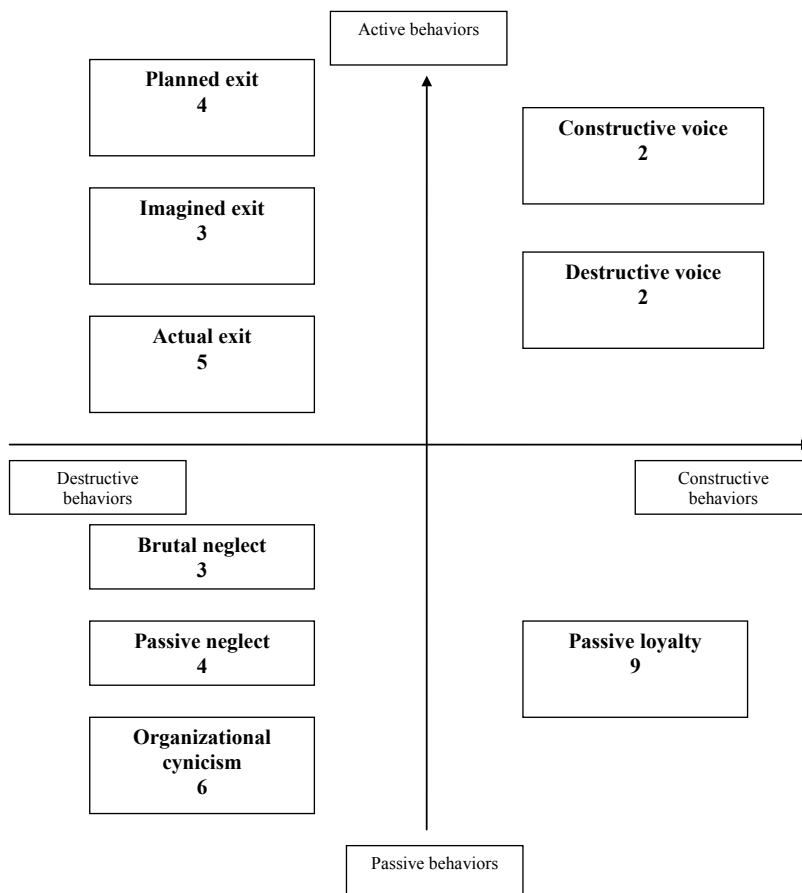 Active behaviors
Planned exit
4
Constructive voice
2
Imagined exit
3
Destructive voice
2
Actual exit
5
Destructive
behaviors
Constructive
behaviors
Brutal neglect
3
Passive neglect
4
Passive loyalty
9
Organizational
cynicism
6
Passive behaviors